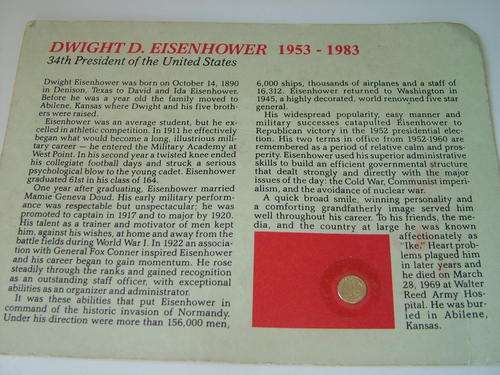 DWIGHT D. EISENHOWER 1953 - 1983
34th President of the United States
Dwight Eisenhower was born on October 14, 1890
in Denison, Texas to David and Ida Eisenhower.
Before he was a year old the family moved to
Abilene, Kansas where Dwight and his five broth-
ers were raised.
Eisenhower was an average student, but he ex-
celled in athletic competition. In 1911 he effectively
began what would become a long, illustrious mili-
tary career — he entered the Military Academy at
West Point. In his second year a twisted knee ended
his collegiate football days and struck a serious
psychological blow to the young cadet. Eisenhower
graduated 61st in his class of 164.
One year after graduating, Eisenhower married
Mamie Geneva Doud. His early military perform-
ance was respectable but unspectacular: he was
promoted to captain in 1917 and to major by 1920.
His talent as a trainer and motivator of men kept
him, against his wishes, at home and away from the
battle fields during World War I. In 1922 an associa-
tion with General Fox Conner inspired Eisenhower
and his career began to gain momentum. He rose
steadily through the ranks and gained recognition
as an outstanding staff officer, with exceptional
abilities as an organizer and administrator.
It was these abilities that put Eisenhower in
command of the historic invasion of Normandy.
Under his direction were more than 156,000 men,
6,000 ships, thousands of airplanes and a staff of
16,312. Eisenhower returned to Washington in
1945, a highly decorated, world renowned five star
general.
His widespread popularity, easy manner and
military successes catapulted Eisenhower to
Republican victory in the 1952 presidential elec-
tion. His two terms in office from 1952-1960 are
remembered as a period of relative calm and pros-
perity. Eisenhower used his superior administrative
skills to build an efficient governmental structure
that dealt strongly and directly with the major
issues of the day: the Cold War, Communist imperi-
alism, and the avoidance of nuclear war.
A quick broad smile, winning personality and
a comforting grandfatherly image served him
well throughout his career. To his friends, the me-
dia, and the country at large he was known
affectionately as
"Ike." Heart prob-
lems plagued him
in later years and
he died on March
28, 1969 at Walter
Reed Army Hos-
pital. He was bur-
ied in Abilene,
Kansas.